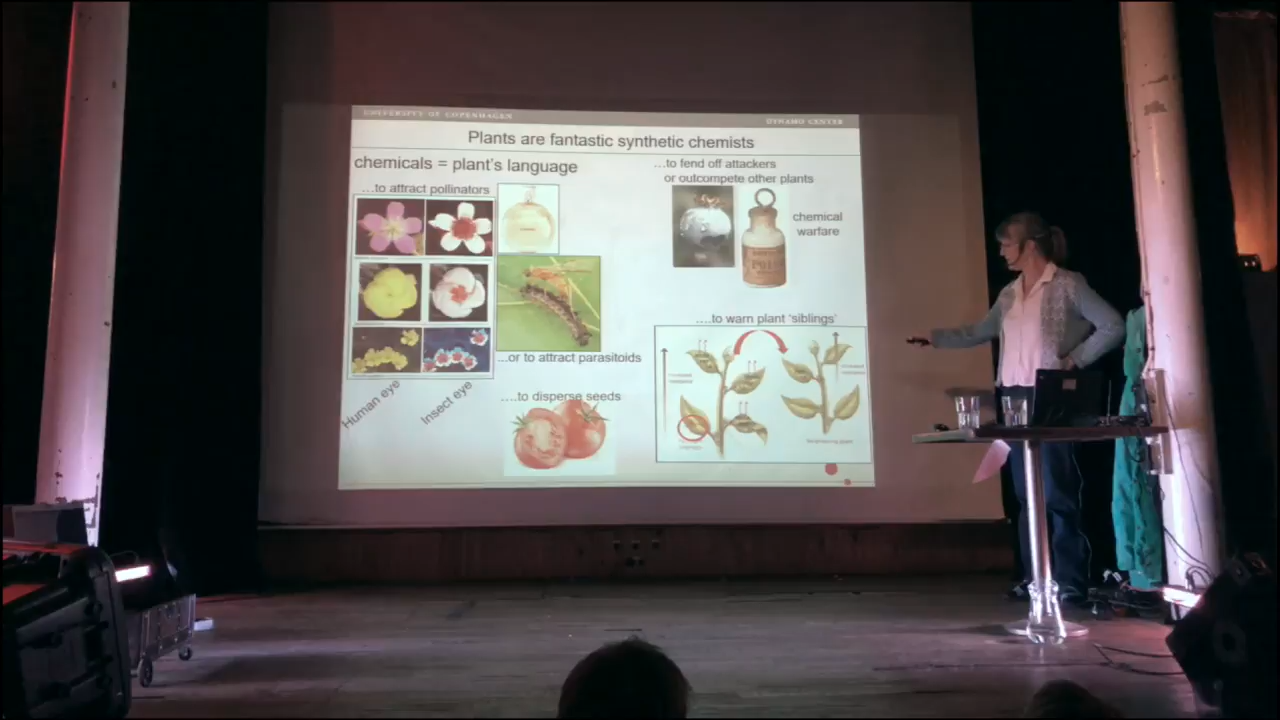 UNIVERSITY OF COPENHAGEN
DYNAMO CENTER
Plants are fantastic synthetic chemists
chemicals = plant's language
...to attract pollinators
Human eye
Insect eye
...or to attract parasitoids
....to disperse seeds
...to fend off attackers
or outcompete other plants
chemical
warfare
....to warn plant 'siblings'